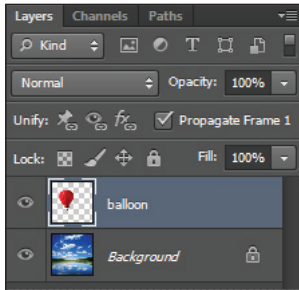 Layers Channels Paths
Kind
Normal Opacity: 100%
Unify: Propagate Frame 1
Lock: Fill: 100%
balloon
Background